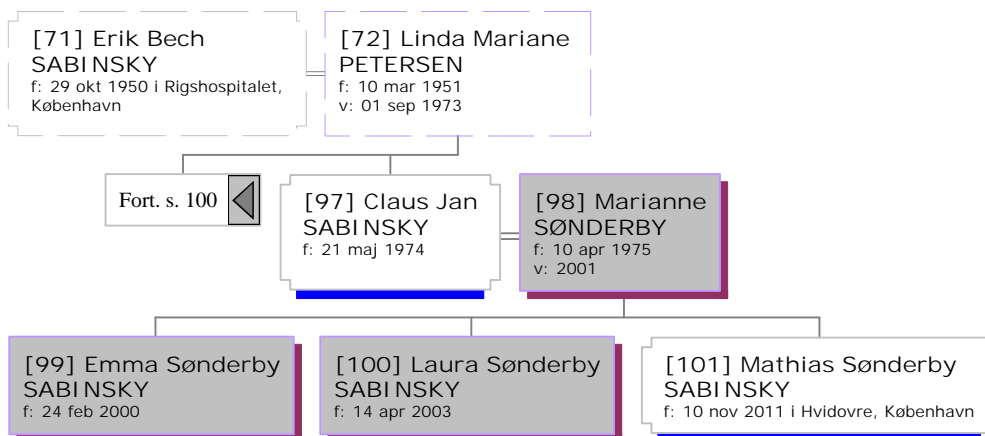 [71] Erik Bech
SABINSKY
f: 29 okt 1950 i Rigshospitalet,
København
[72] Linda Mariane
PETERSEN
f: 10 mar 1951
v: 01 sep 1973
Fort. s. 100
[97] Claus Jan
SABINSKY
f: 21 maj 1974
[98] Marianne
SØNDERBY
f: 10 apr 1975
v: 2001
[99] Emma Sønderby
SABINSKY
f: 24 feb 2000
[100] Laura Sønderby
SABINSKY
f: 14 apr 2003
[101] Mathias Sønderby
SABINSKY
f: 10 nov 2011 i Hvidovre, København